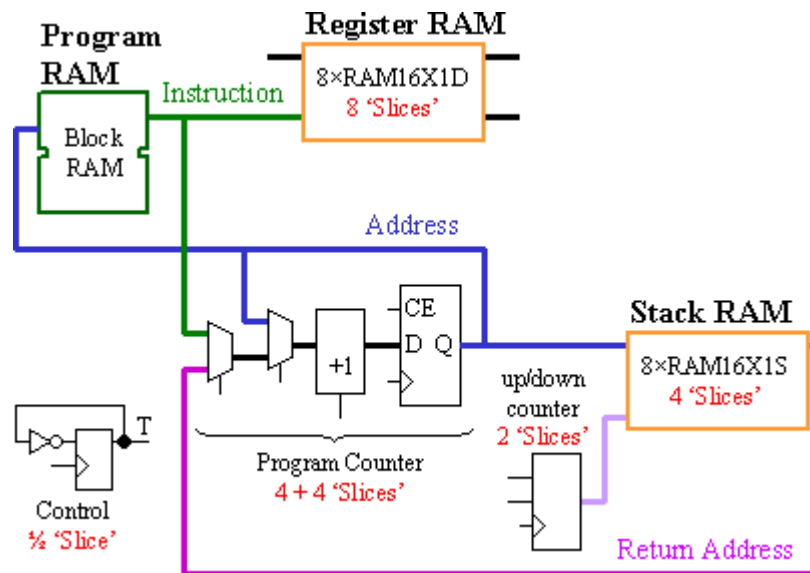 Program
RAM
Register RAM
Instruction
8×RAM16X1D
8 ‘Slices’
Block
RAM
Address
Stack RAM
CE
D Q
+1
8×RAM16X1S
4 ‘Slices’
up/down
counter
2 ‘Slices’
T
Program Counter
4 + 4 ‘Slices’
Control
½ ‘Slice’
Return Address